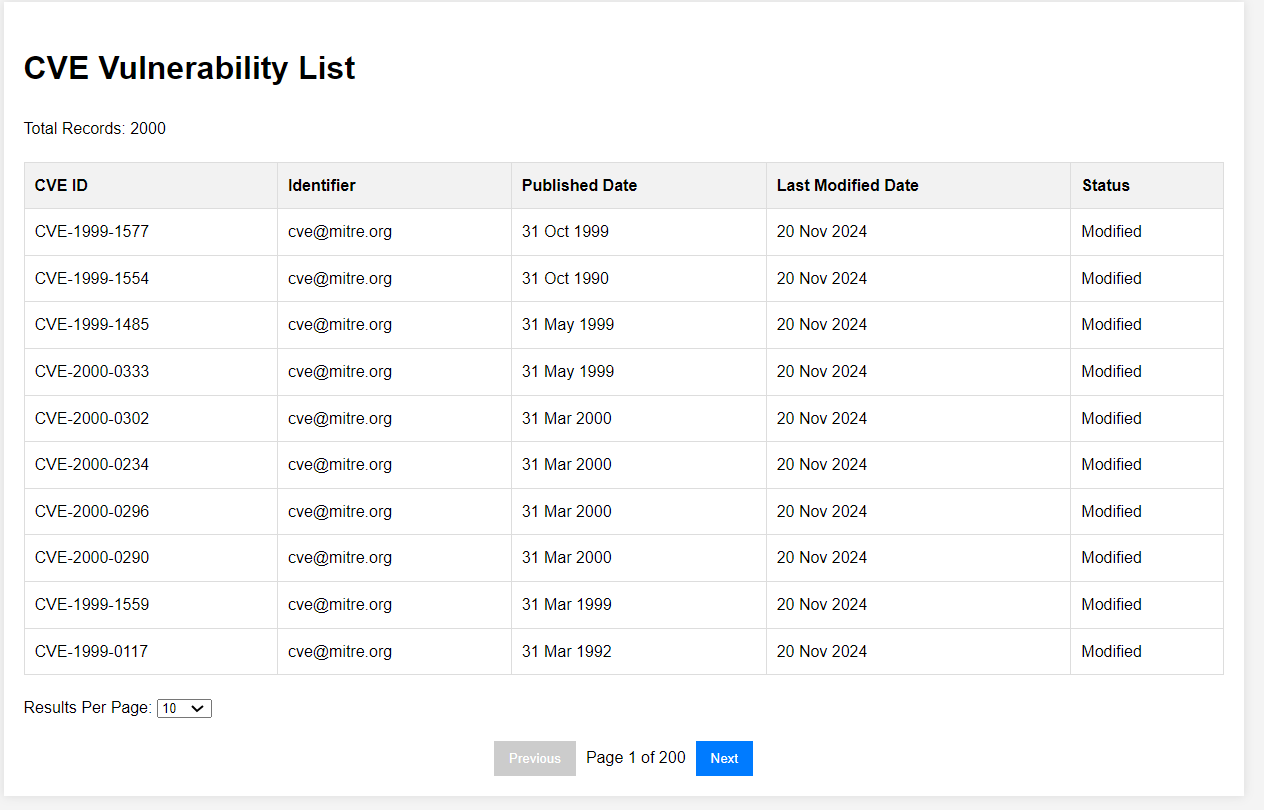 CVE Vulnerability List
Total Records: 2000
CVE ID Identifier Published Date Last Modified Date Status
CVE-1999-1577 cve@mitre.org 31 Oct 1999 20 Nov 2024 Modified
CVE-1999-1554 cve@mitre.org 31 Oct 1990 20 Nov 2024 Modified
CVE-1999-1485 cve@mitre.org 31 May 1999 20 Nov 2024 Modified
CVE-2000-0333 cve@mitre.org 31 May 1999 20 Nov 2024 Modified
CVE-2000-0302 cve@mitre.org 31 Mar 2000 20 Nov 2024 Modified
CVE-2000-0234 cve@mitre.org 31 Mar 2000 20 Nov 2024 Modified
CVE-2000-0296 cve@mitre.org 31 Mar 2000 20 Nov 2024 Modified
CVE-2000-0290 cve@mitre.org 31 Mar 2000 20 Nov 2024 Modified
CVE-1999-1559 cve@mitre.org 31 Mar 1999 20 Nov 2024 Modified
CVE-1999-0117 cve@mitre.org 31 Mar 1992 20 Nov 2024 Modified
Results Per Page: 10
Previous Page 1 of 200 Next